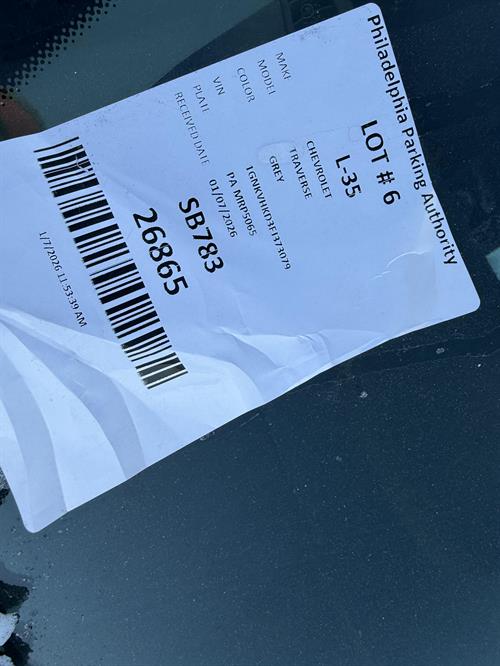 Philadelphia Parking Authority
LOT # 6
L-35
MAKE CHEVROLET
MODEL TRAVERSE
COLOR GREY
VIN 1GNKVHKD3FJ373079
PLATE PA MRP5065
RECEIVED DATE 01/07/2026
SB783
26865
1/7/2026 11:53:39 AM